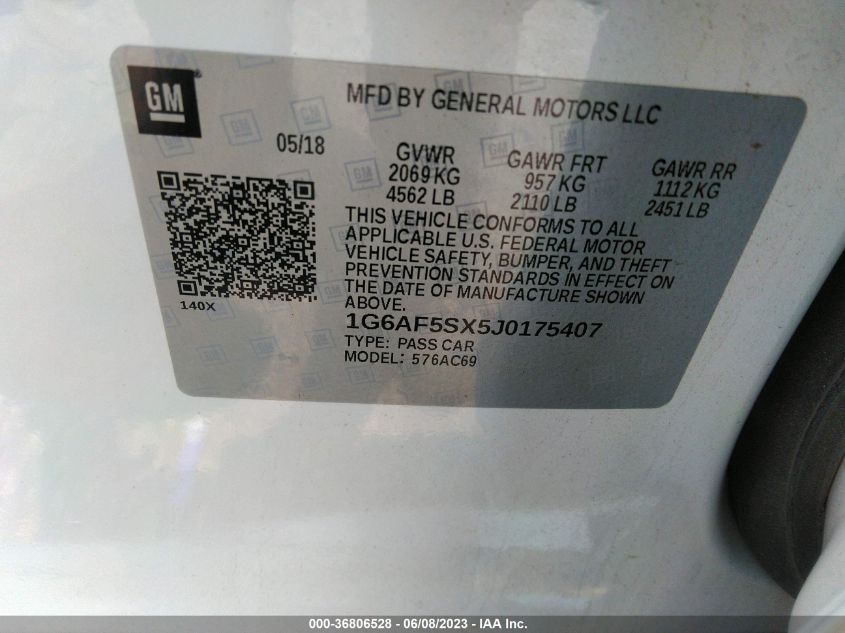 GM
®
MFD BY GENERAL MOTORS LLC
05/18
GVWR
2069 KG
4562 LB
GAWR FRT
957 KG
2110 LB
GAWR RR
1112 KG
2451 LB
THIS VEHICLE CONFORMS TO ALL
APPLICABLE U.S. FEDERAL MOTOR
VEHICLE SAFETY, BUMPER, AND THEFT
PREVENTION STANDARDS IN EFFECT ON
THE DATE OF MANUFACTURE SHOWN
ABOVE.
140X
1G6AF5SX5J0175407
TYPE: PASS CAR
MODEL: 576AC69
000-36806528 - 06/08/2023 - IAA Inc.